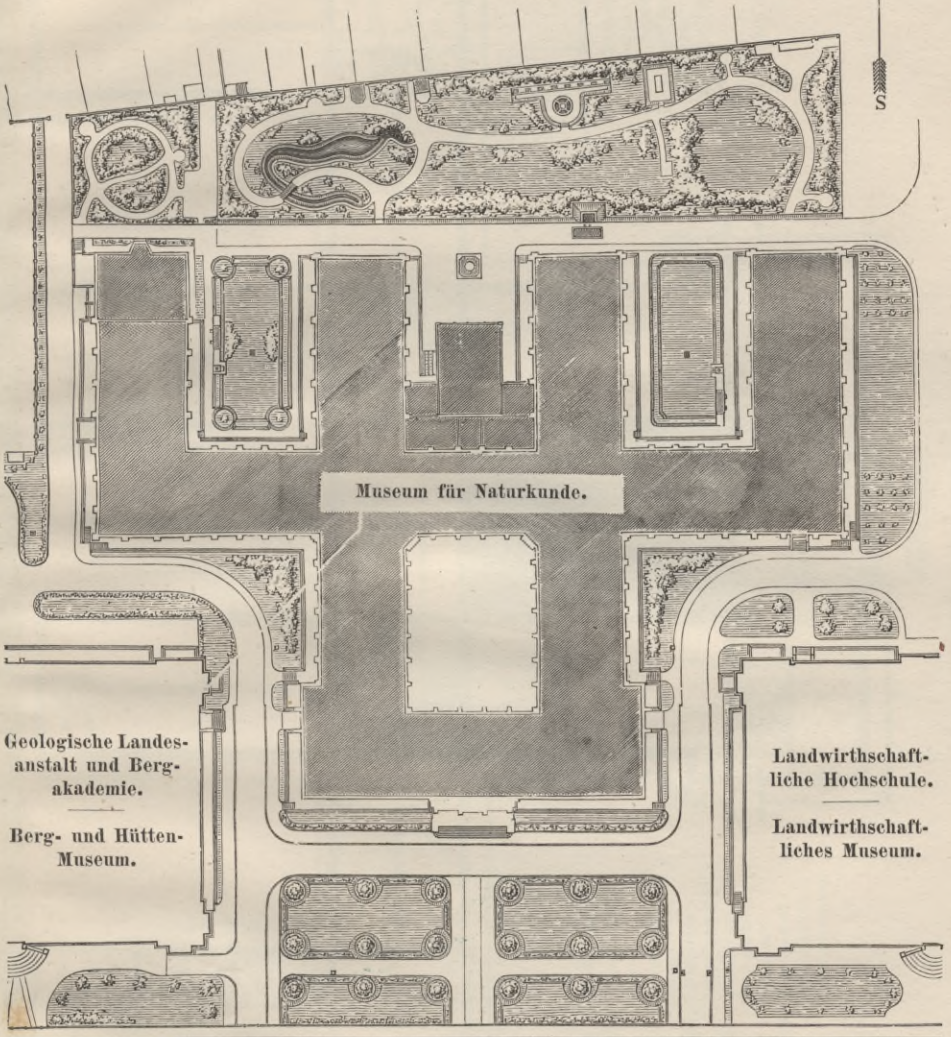 S
Museum für Naturkunde.
Geologische Landes-
anstalt und Berg-
akademie.
Berg- und Hütten-
Museum.
Landwirthschaft-
liche Hochschule.
Landwirthschaft-
liches Museum.